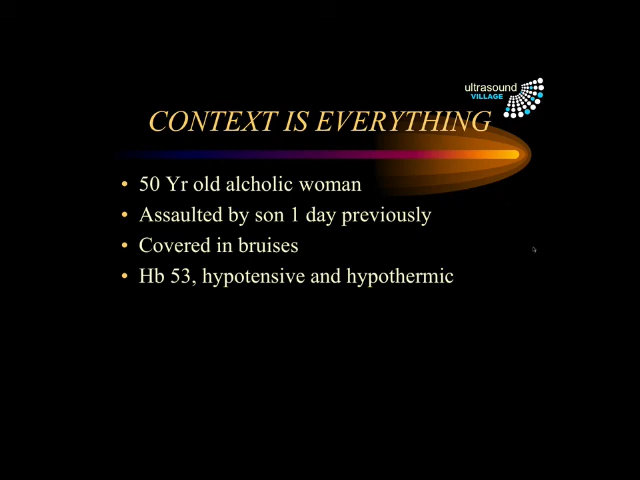 ultrasound
VILLAGE
CONTEXT IS EVERYTHING
• 50 Yr old alcholic woman
• Assaulted by son 1 day previously
• Covered in bruises
• Hb 53, hypotensive and hypothermic